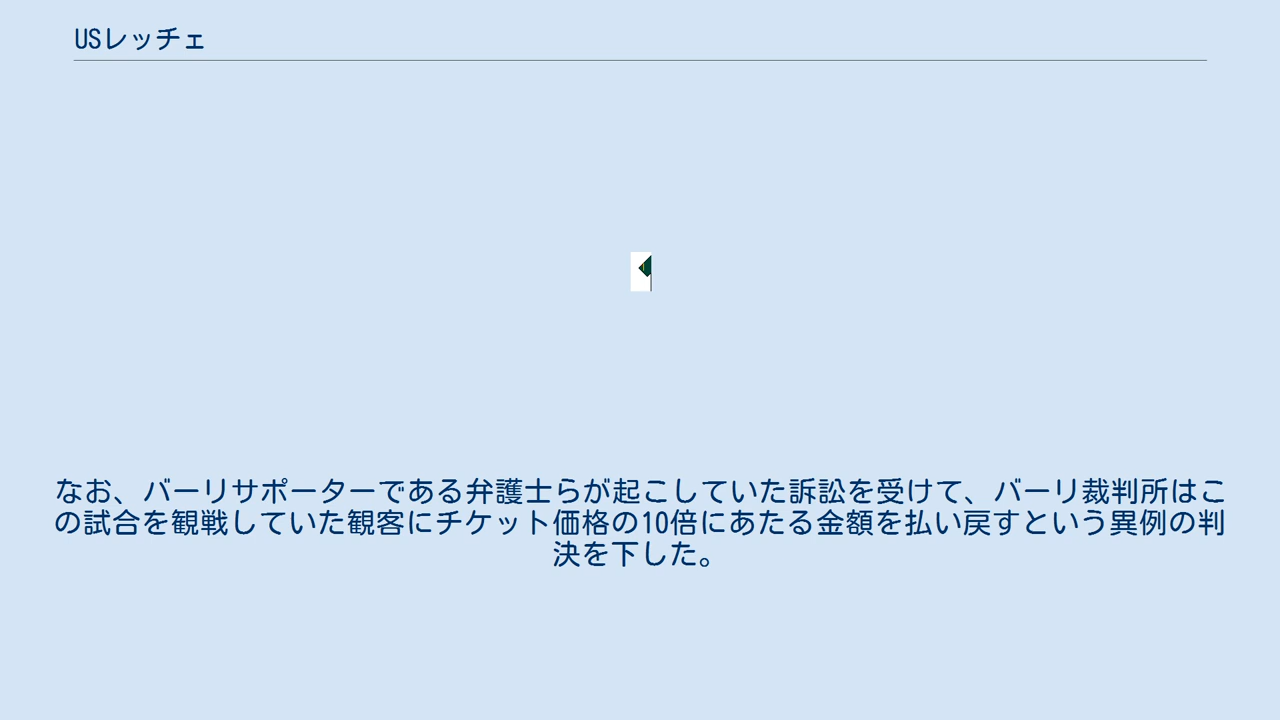 USレッチェ
なお、バーリサポーターである弁護士らが起こしていた訴訟を受けて、バーリ裁判所はこ
の試合を観戦していた観客にチケット価格の10倍にあたる金額を払い戻すという異例の判
決を下した。